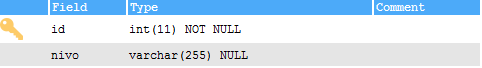 Field Type Comment
id int(11) NOT NULL
nivo varchar(255) NULL